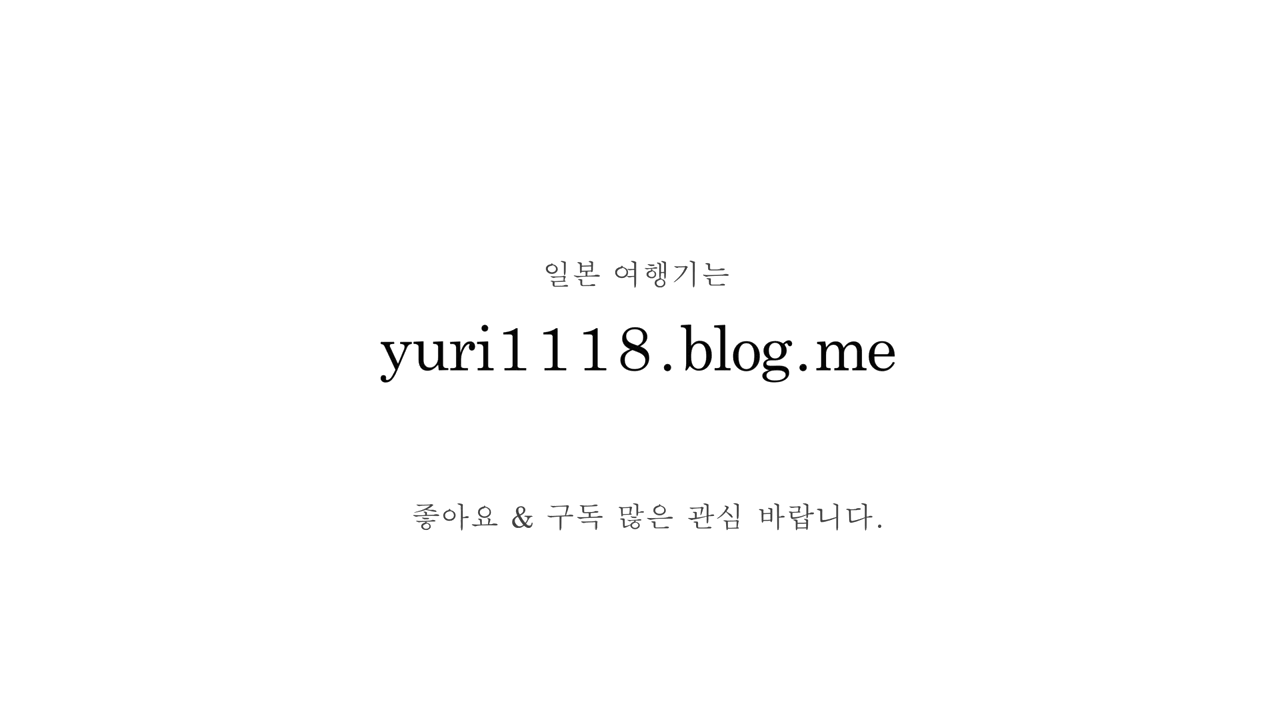 일본 여행기는
yuri1118.blog.me
좋아요 & 구독 많은 관심 바랍니다.